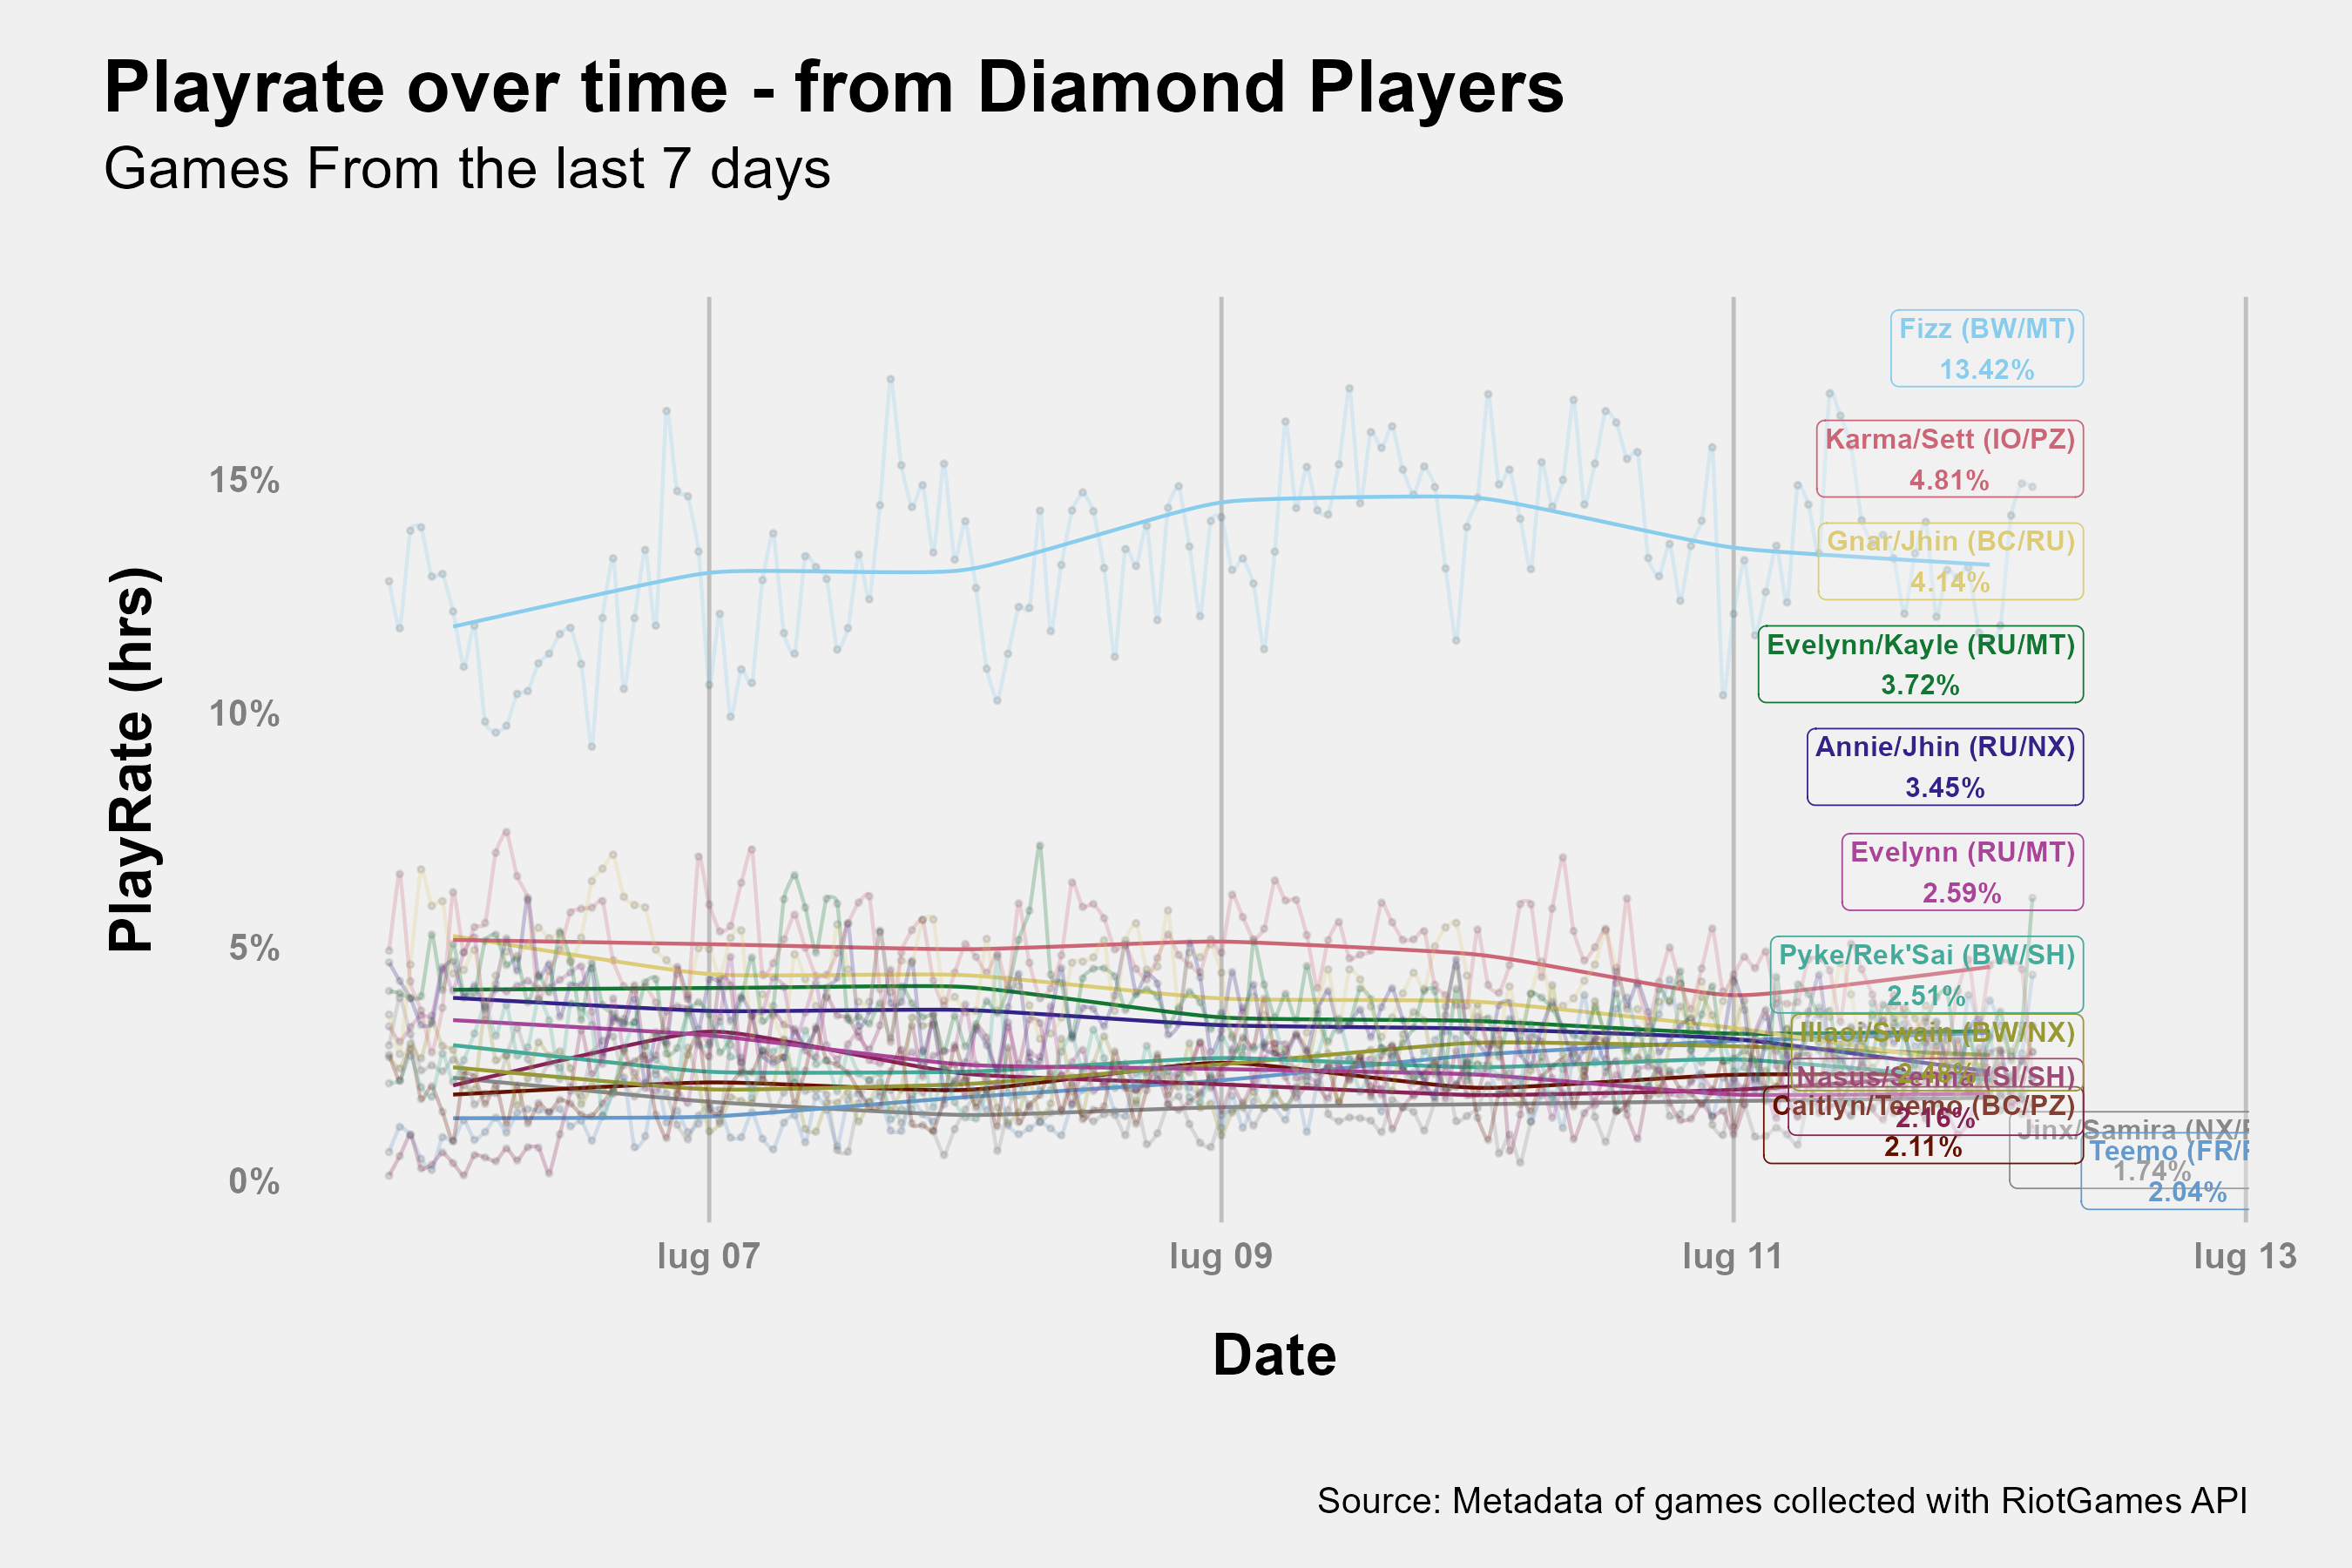 Playrate over time - from Diamond Players
Games From the last 7 days
PlayRate (hrs)
15%
10%
5%
0%
Fizz (BW/MT)
13.42%
Karma/Sett (IO/PZ)
4.81%
Gnar/Jhin (BC/RU)
4.14%
Evelynn/Kayle (RU/MT)
3.72%
Annie/Jhin (RU/NX)
3.45%
Evelynn (RU/MT)
2.59%
Pyke/Rek'Sai (BW/SH)
2.51%
Illaoi/Swain (BW/NX)
2.48%
Nasus/Senna (SI/SH)
2.16%
Caitlyn/Teemo (BC/PZ)
2.11%
Jinx/Samira (NX/
1.74%
Teemo (FR/
2.04%
lug 07
lug 09
lug 11
lug 13
Date
Source: Metadata of games collected with RiotGames API